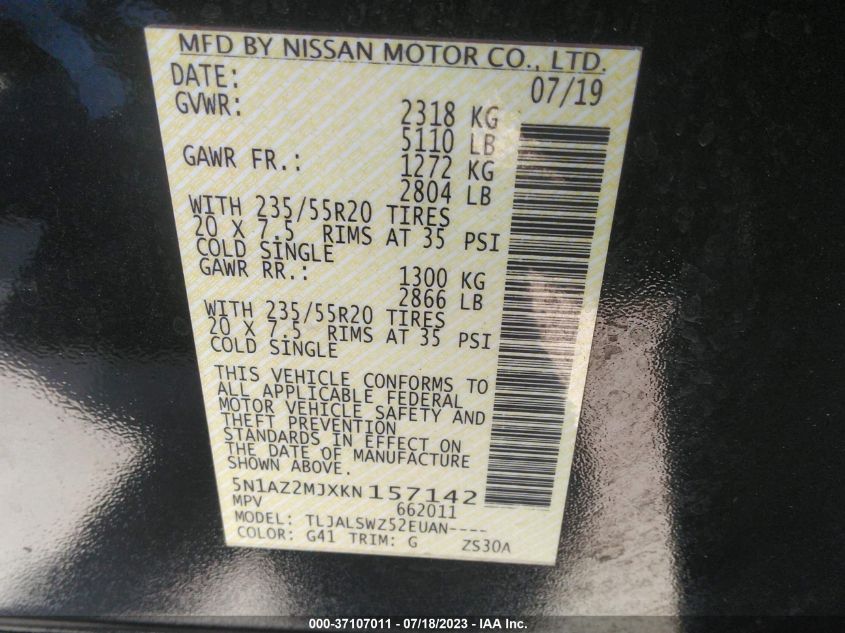 MFD BY NISSAN MOTOR CO., LTD.
DATE: 07/19
GVWR: 2318 KG
5110 LB
GAWR FR.: 1272 KG
2804 LB
WITH 235/55R20 TIRES
20 X 7.5 RIMS AT 35 PSI
COLD SINGLE
GAWR RR.: 1300 KG
2866 LB
WITH 235/55R20 TIRES
20 X 7.5 RIMS AT 35 PSI
COLD SINGLE
THIS VEHICLE CONFORMS TO
ALL APPLICABLE FEDERAL
MOTOR VEHICLE SAFETY AND
THEFT PREVENTION
STANDARDS IN EFFECT ON
THE DATE OF MANUFACTURE
SHOWN ABOVE.
5N1AZ2MJXKN157142
MPV 662011
MODEL: TLJALSWZ52EUAN----
COLOR: G41 TRIM: G ZS30A
000-37107011 - 07/18/2023 - IAA Inc.